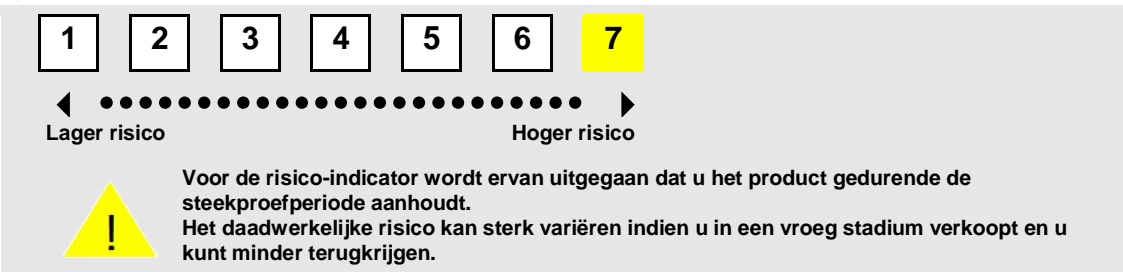 1 2 3 4 5 6 7
Lager risico Hoger risico
!
Voor de risico-indicator wordt ervan uitgegaan dat u het product gedurende de
steekproefperiode aanhoudt.
Het daadwerkelijke risico kan sterk variëren indien u in een vroeg stadium verkoopt en u
kunt minder terugkrijgen.